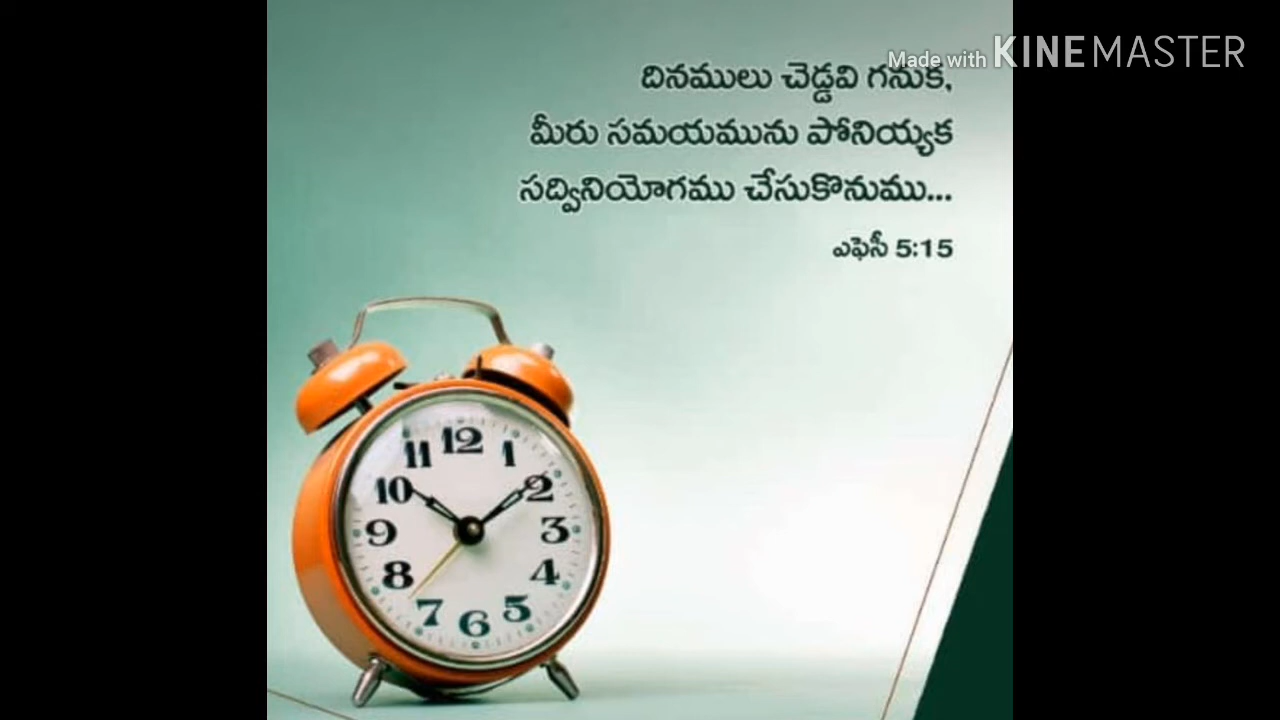 Made with KINEMASTER
దినములు చెడ్డవి గనుక,
మీరు సమయమును పోనియ్యక
సద్వినియోగము చేసుకొనుము...
ఎఫెసీ 5:15
12
11
1
10
2
9
3
8
4
7
5
6